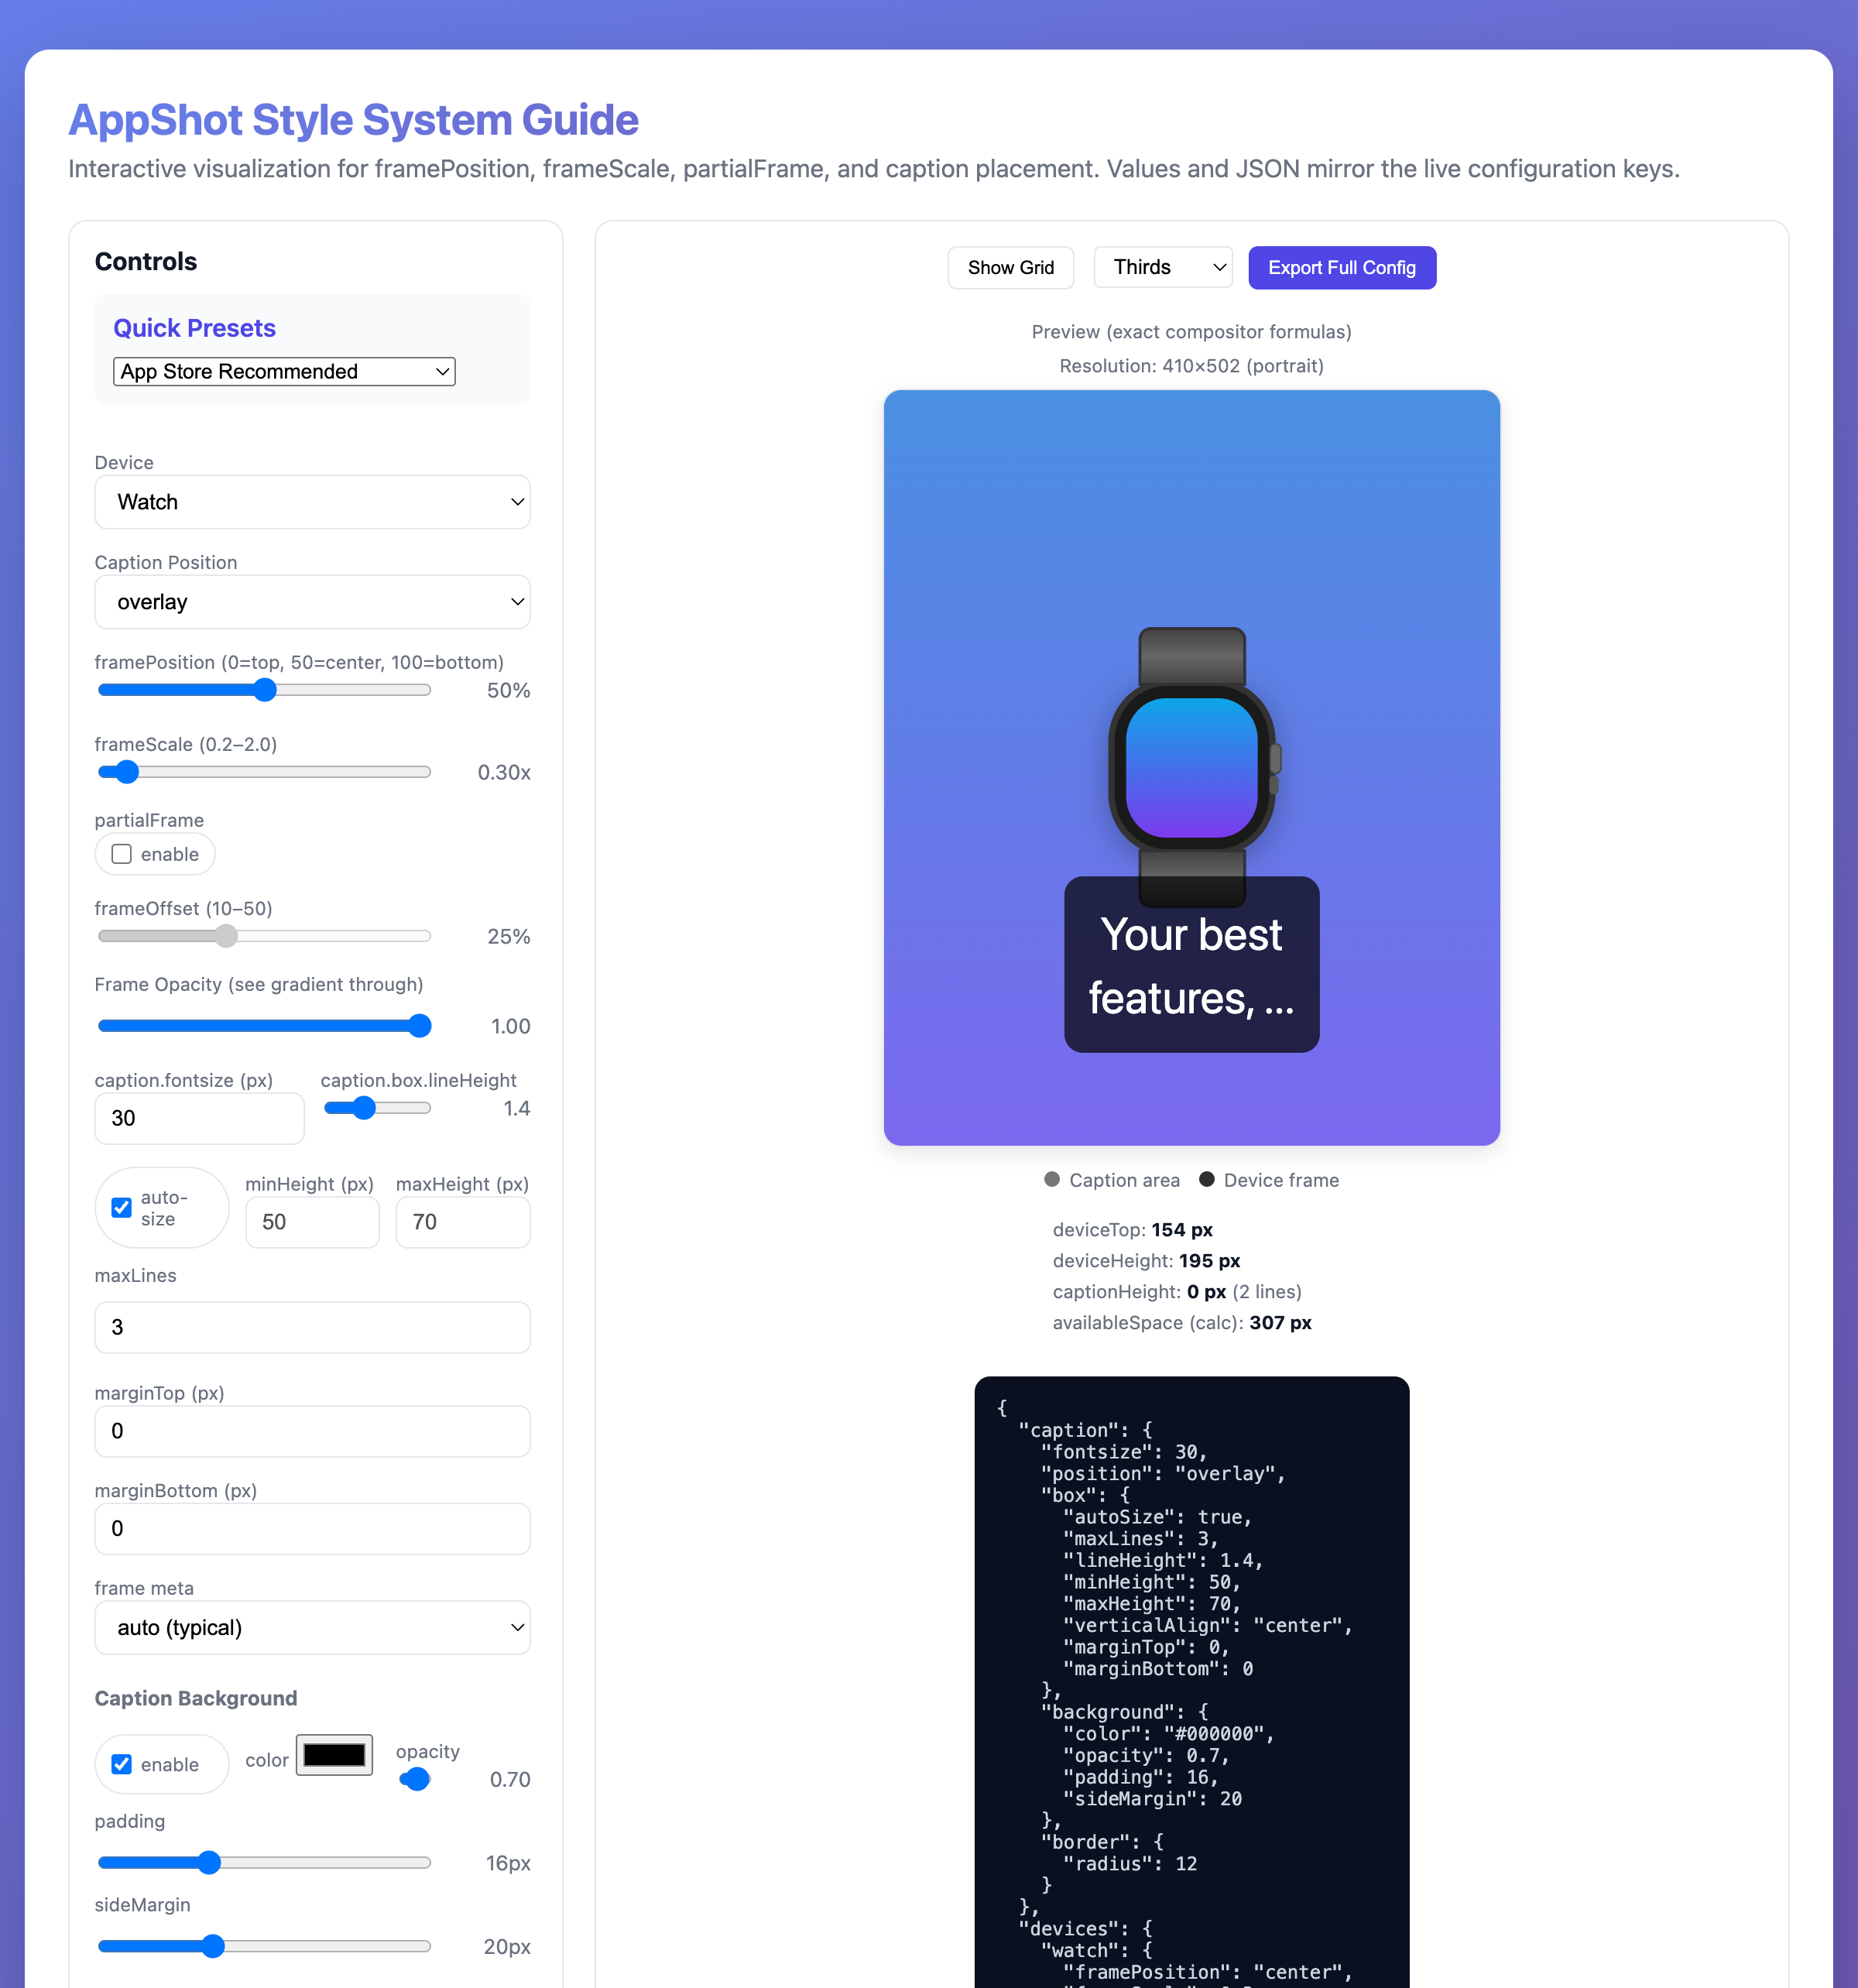 AppShot Style System Guide
Interactive visualization for framePosition, frameScale, partialFrame, and caption placement. Values and JSON mirror the live configuration keys.
Controls
Quick Presets
App Store Recommended
Device
Watch
Caption Position
overlay
framePosition (0=top, 50=center, 100=bottom)
50%
frameScale (0.2–2.0)
0.30x
partialFrame
enable
frameOffset (10–50)
25%
Frame Opacity (see gradient through)
1.00
caption.fontsize (px)
30
caption.box.lineHeight
1.4
auto-
size
minHeight (px)
50
maxHeight (px)
70
maxLines
3
marginTop (px)
0
marginBottom (px)
0
frame meta
auto (typical)
Caption Background
enable
color
opacity
0.70
padding
16px
sideMargin
20px
Show Grid
Thirds
Export Full Config
Preview (exact compositor formulas)
Resolution: 410×502 (portrait)
Your best
features, ...
Caption area
Device frame
deviceTop: 154 px
deviceHeight: 195 px
captionHeight: 0 px (2 lines)
availableSpace (calc): 307 px
{
"caption": {
"fontsize": 30,
"position": "overlay",
"box": {
"autoSize": true,
"maxLines": 3,
"lineHeight": 1.4,
"minHeight": 50,
"maxHeight": 70,
"verticalAlign": "center",
"marginTop": 0,
"marginBottom": 0
},
"background": {
"color": "#000000",
"opacity": 0.7,
"padding": 16,
"sideMargin": 20
},
"border": {
"radius": 12
}
},
"devices": {
"watch": {
"framePosition": "center",